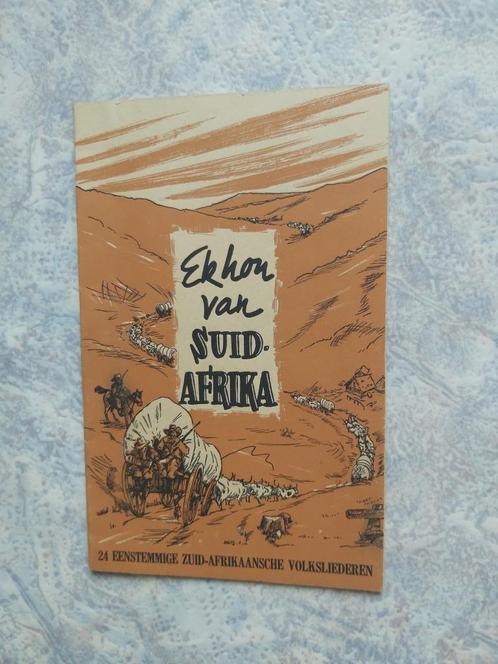 Ek hou
van
SUID-
AFRIKA
24 EENSTEMMIGE ZUID-AFRIKAANSCHE VOLKSLIEDEREN